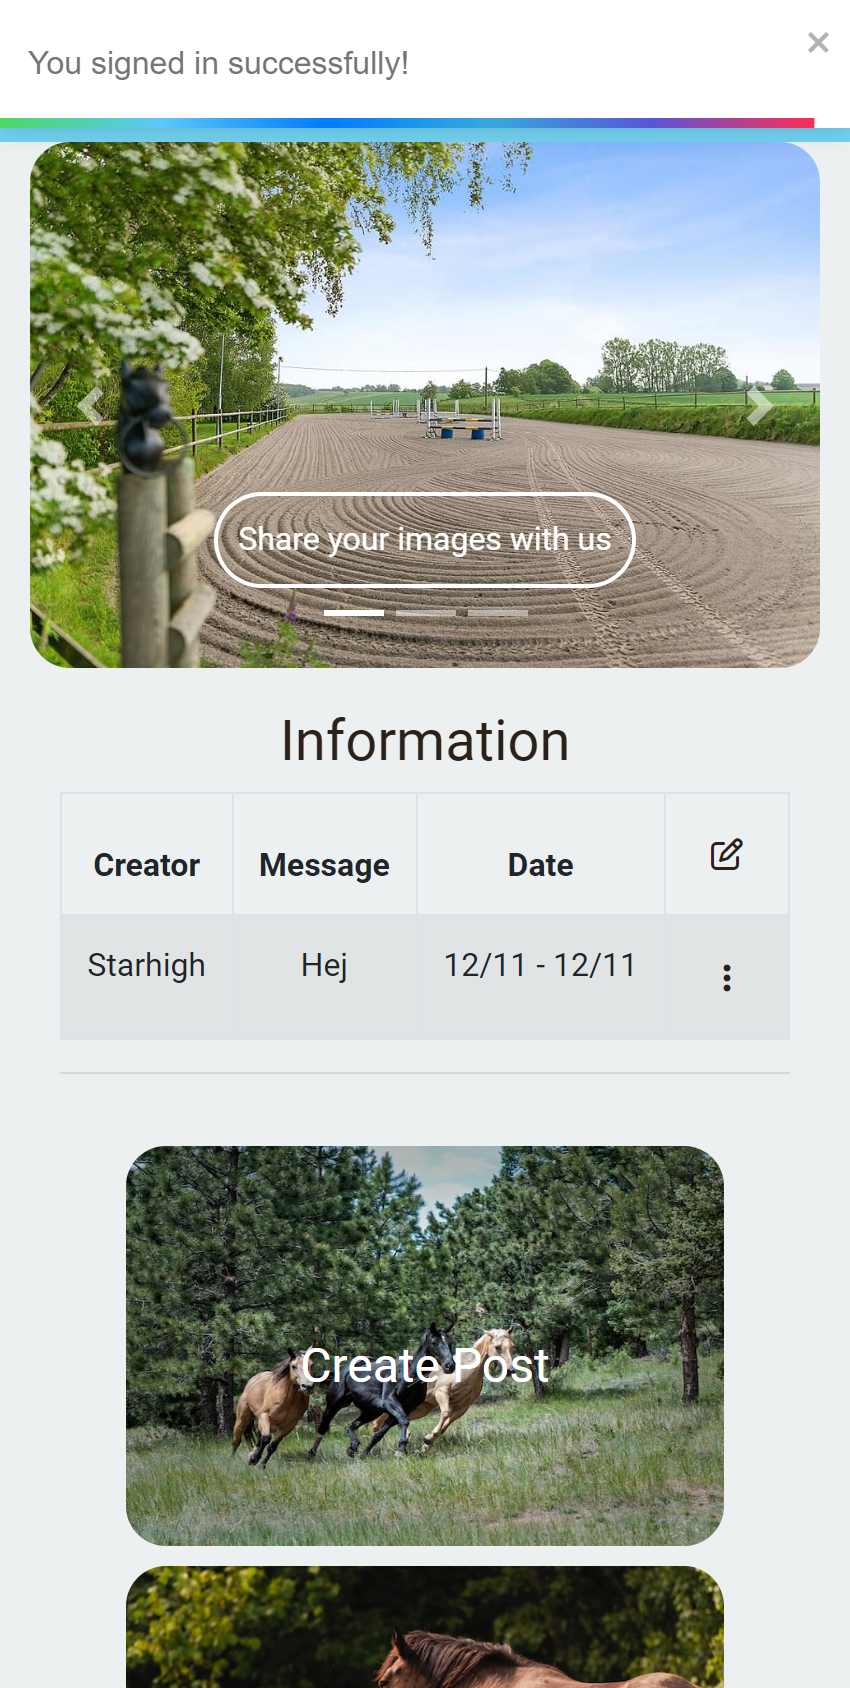 You signed in successfully!
×
Share your images with us
Information
Creator Message Date
Starhigh Hej 12/11 - 12/11
Create Post